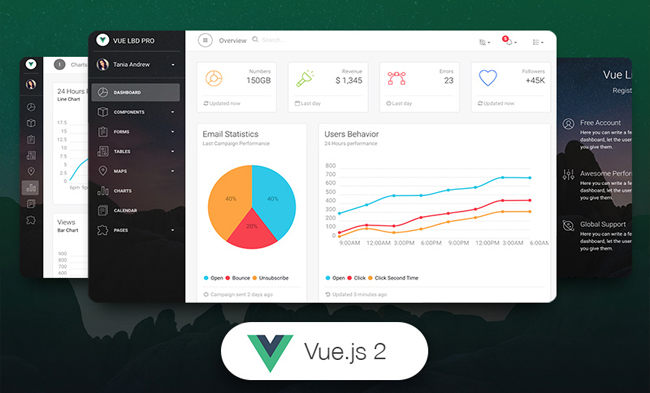 VUE LBD PRO
Tania Andrew
DASHBOARD
COMPONENTS
FORMS
TABLES
MAPS
CHARTS
CALENDAR
PAGES
Overview
Search...
5
Numbers
150GB
Updated now
Revenue
$ 1,345
Last day
Errors
23
Last day
Followers
+45K
Updated now
Email Statistics
Last Campaign Performance
40%
40%
20%
Open Bounce Unsubscribe
Campaign sent 2 days ago
Users Behavior
24 Hours performance
800
700
600
500
400
300
200
100
0
9:00AM 12:00AM 3:00PM 6:00PM 9:00PM 12:00PM 3:00AM 6:00AM
Open Click Click Second Time
Updated 3 minutes ago
Charts
24 Hours P
Line Chart
17.5
15
12.5
10
7.5
5
2.5
0
6pm
Views
Bar Chart
900
800
700
600
500
400
300
200
Vue L
Regist
Free Account
Here you can write a fe
dashboard, let the user
you give them.
Awesome Perfor
Here you can write a fe
dashboard, let the user
you give them.
Global Support
Here you can write a fe
dashboard, let the user
you give them.
Vue.js 2